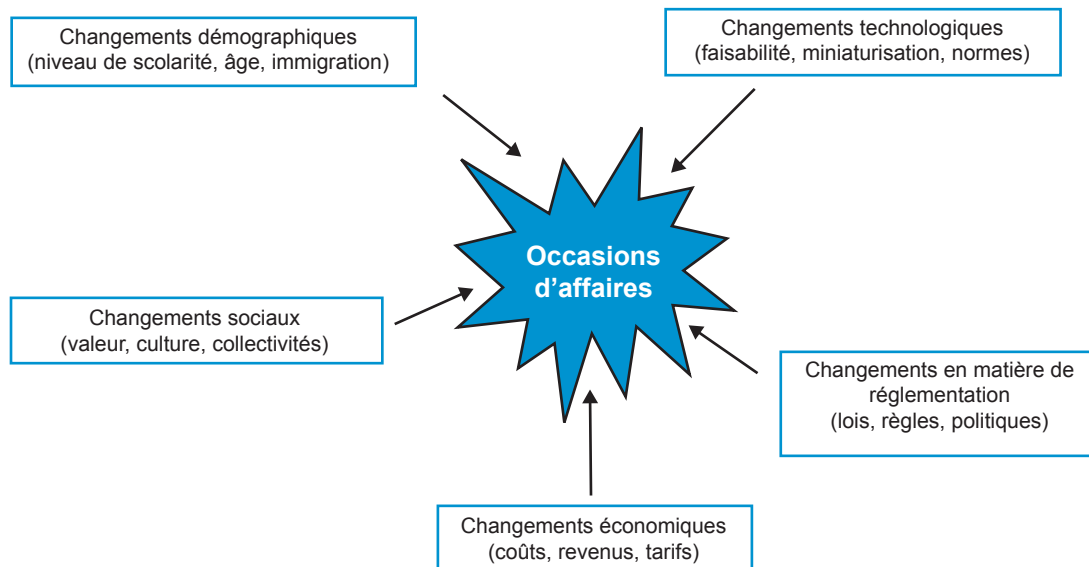 Changements démographiques
(niveau de scolarité, âge, immigration)
Changements technologiques
(faisabilité, miniaturisation, normes)
Occasions
d’affaires
Changements sociaux
(valeur, culture, collectivités)
Changements en matière de
réglementation
(lois, règles, politiques)
Changements économiques
(coûts, revenus, tarifs)